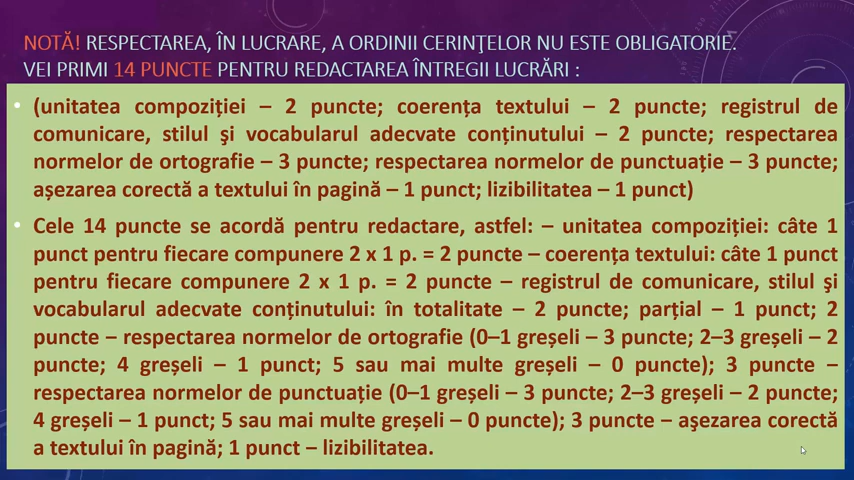 NOTĂ! RESPECTAREA, ÎN LUCRARE, A ORDINII CERINŢELOR NU ESTE OBLIGATORIE.
VEI PRIMI 14 PUNCTE PENTRU REDACTAREA ÎNTREGII LUCRĂRI :
• (unitatea compoziției – 2 puncte; coerența textului – 2 puncte; registrul de
comunicare, stilul şi vocabularul adecvate conținutului – 2 puncte; respectarea
normelor de ortografie – 3 puncte; respectarea normelor de punctuație – 3 puncte;
așezarea corectă a textului în pagină – 1 punct; lizibilitatea – 1 punct)
• Cele 14 puncte se acordă pentru redactare, astfel: – unitatea compoziției: câte 1
punct pentru fiecare compunere 2 x 1 p. = 2 puncte – coerența textului: câte 1 punct
pentru fiecare compunere 2 x 1 p. = 2 puncte – registrul de comunicare, stilul şi
vocabularul adecvate conținutului: în totalitate – 2 puncte; parțial – 1 punct; 2
puncte – respectarea normelor de ortografie (0–1 greșeli – 3 puncte; 2–3 greșeli – 2
puncte; 4 greșeli – 1 punct; 5 sau mai multe greșeli – 0 puncte); 3 puncte –
respectarea normelor de punctuație (0–1 greșeli – 3 puncte; 2–3 greșeli – 2 puncte;
4 greșeli – 1 punct; 5 sau mai multe greșeli – 0 puncte); 3 puncte – aşezarea corectă
a textului în pagină; 1 punct – lizibilitatea.